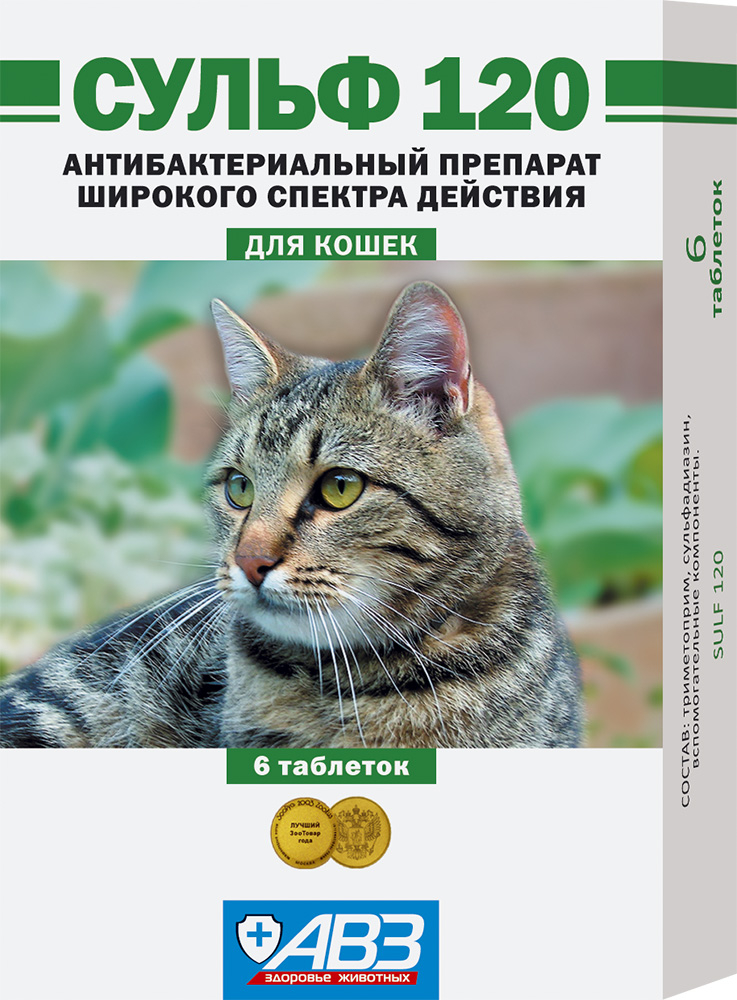 СУЛЬФ 120
АНТИБАКТЕРИАЛЬНЫЙ ПРЕПАРАТ
ШИРОКОГО СПЕКТРА ДЕЙСТВИЯ
ДЛЯ КОШЕК
6 таблеток
ЛУЧШИЙ
ЗооТовар
года
АВЗ
здоровье животных
6
таблеток
СОСТАВ: триметоприм, сульфадиазин,
вспомогательные компоненты.
SULF 120